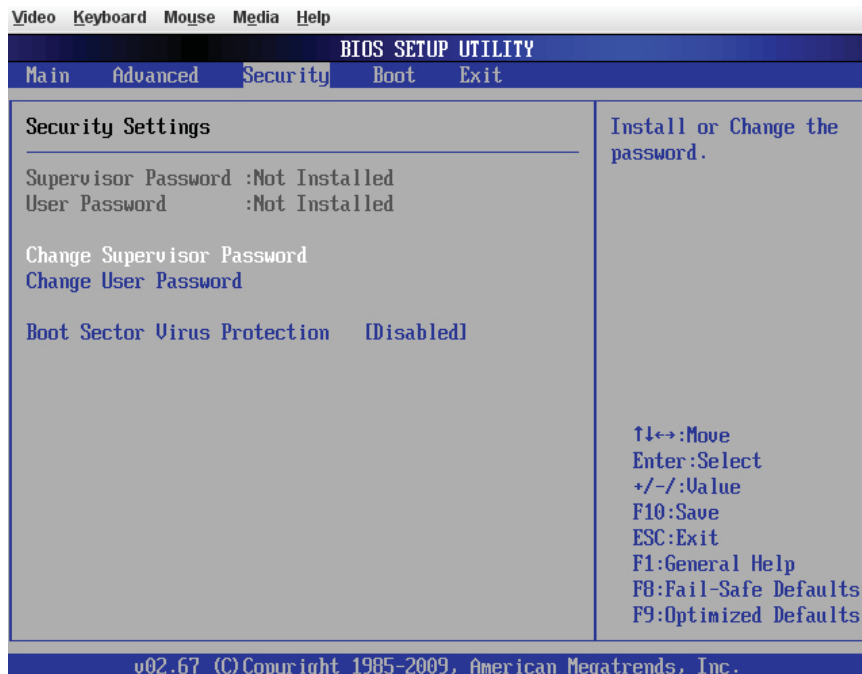 Video Keyboard Mouse Media Help
BIOS SETUP UTILITY
Main Advanced Security Boot Exit
Security Settings
Supervisor Password :Not Installed
User Password :Not Installed
Change Supervisor Password
Change User Password
Boot Sector Virus Protection [Disabled]
Install or Change the
password.
↑↓←→:Move
Enter:Select
+/-/:Value
F10:Save
ESC:Exit
F1:General Help
F8:Fail-Safe Defaults
F9:Optimized Defaults
v02.67 (C)Copyright 1985-2009, American Megatrends, Inc.